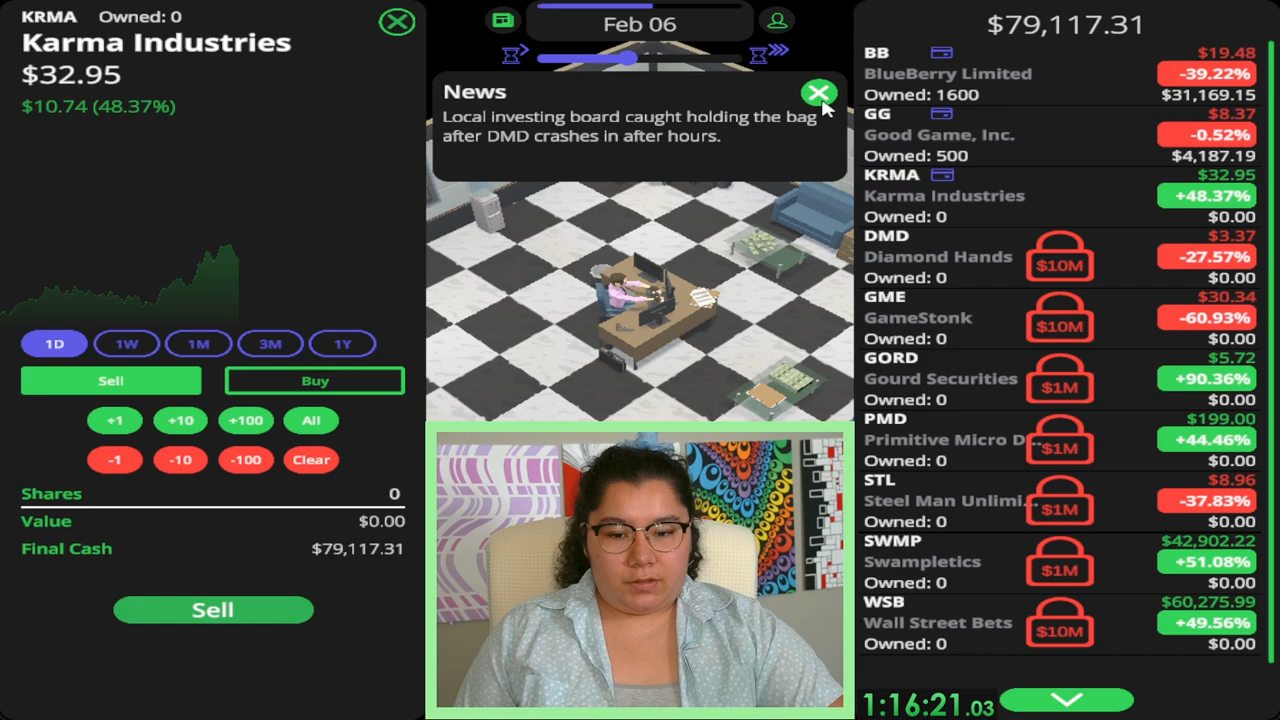 KRMA Owned: 0
Karma Industries
$32.95
$10.74 (48.37%)
1D 1W 1M 3M 1Y
Sell Buy
+1 +10 +100 All
-1 -10 -100 Clear
Shares 0
Value $0.00
Final Cash $79,117.31
Sell
Feb 06
News
Local investing board caught holding the bag
after DMD crashes in after hours.
$79,117.31
BB $19.48
BlueBerry Limited -39.22%
Owned: 1600 $31,169.15
GG $8.37
Good Game, Inc. -0.52%
Owned: 500 $4,187.19
KRMA $32.95
Karma Industries +48.37%
Owned: 0 $0.00
DMD $3.37
Diamond Hands $10M -27.57%
Owned: 0 $0.00
GME $30.34
GameStonk $10M -60.93%
Owned: 0 $0.00
GORD $5.72
Gourd Securities $1M +90.36%
Owned: 0 $0.00
PMD $199.00
Primitive Micro D... $1M +44.46%
Owned: 0 $0.00
STL $8.96
Steel Man Unlimi... $1M -37.83%
Owned: 0 $0.00
SWMP $42,902.22
Swampletics $1M +51.08%
Owned: 0 $0.00
WSB $60,275.99
Wall Street Bets $10M +49.56%
Owned: 0 $0.00
1:16:21.03